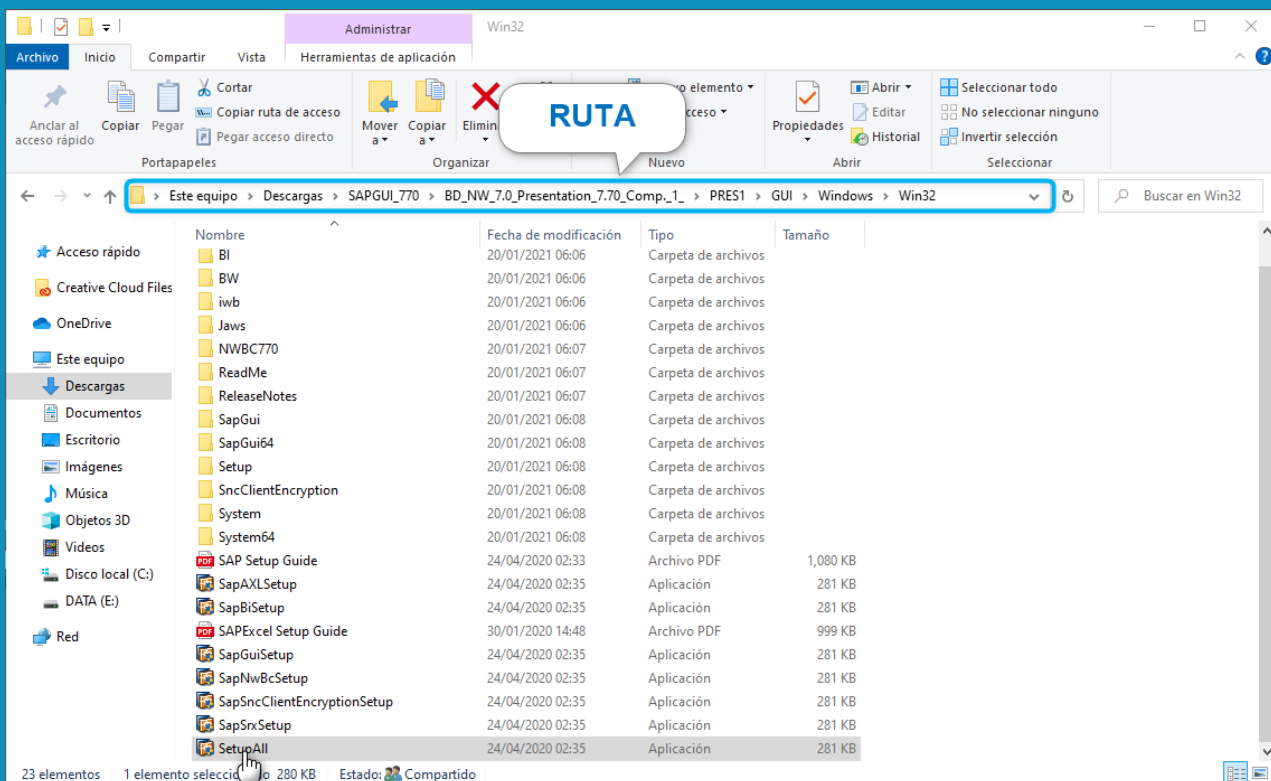 Administrar
Win32
Archivo Inicio Compartir Vista Herramientas de aplicación
Anclar al acceso rápido
Copiar
Pegar
Cortar
Copiar ruta de acceso
Pegar acceso directo
Portapapeles
Mover a
Copiar a
Organizar
RUTA
Nuevo
Propiedades
Abrir
Editar
Historial
Abrir
Seleccionar todo
No seleccionar ninguno
Invertir selección
Seleccionar
Este equipo > Descargas > SAPGUI_770 > BD_NW_7.0_Presentation_7.70_Comp._1_ > PRES1 > GUI > Windows > Win32
Buscar en Win32
Acceso rápido
Creative Cloud Files
OneDrive
Este equipo
Descargas
Documentos
Escritorio
Imágenes
Música
Objetos 3D
Videos
Disco local (C:)
DATA (E:)
Red
Nombre Fecha de modificación Tipo Tamaño
BI 20/01/2021 06:06 Carpeta de archivos
BW 20/01/2021 06:06 Carpeta de archivos
iwb 20/01/2021 06:06 Carpeta de archivos
Jaws 20/01/2021 06:06 Carpeta de archivos
NWBC770 20/01/2021 06:07 Carpeta de archivos
ReadMe 20/01/2021 06:07 Carpeta de archivos
ReleaseNotes 20/01/2021 06:07 Carpeta de archivos
SapGui 20/01/2021 06:08 Carpeta de archivos
SapGui64 20/01/2021 06:08 Carpeta de archivos
Setup 20/01/2021 06:08 Carpeta de archivos
SncClientEncryption 20/01/2021 06:08 Carpeta de archivos
System 20/01/2021 06:08 Carpeta de archivos
System64 20/01/2021 06:08 Carpeta de archivos
SAP Setup Guide 24/04/2020 02:33 Archivo PDF 1,080 KB
SapAXLSetup 24/04/2020 02:35 Aplicación 281 KB
SapBiSetup 24/04/2020 02:35 Aplicación 281 KB
SAPExcel Setup Guide 30/01/2020 14:48 Archivo PDF 999 KB
SapGuiSetup 24/04/2020 02:35 Aplicación 281 KB
SapNwBcSetup 24/04/2020 02:35 Aplicación 281 KB
SapSncClientEncryptionSetup 24/04/2020 02:35 Aplicación 281 KB
SapSrxSetup 24/04/2020 02:35 Aplicación 281 KB
SetupAll 24/04/2020 02:35 Aplicación 281 KB
23 elementos 1 elemento 280 KB Estado: Compartido